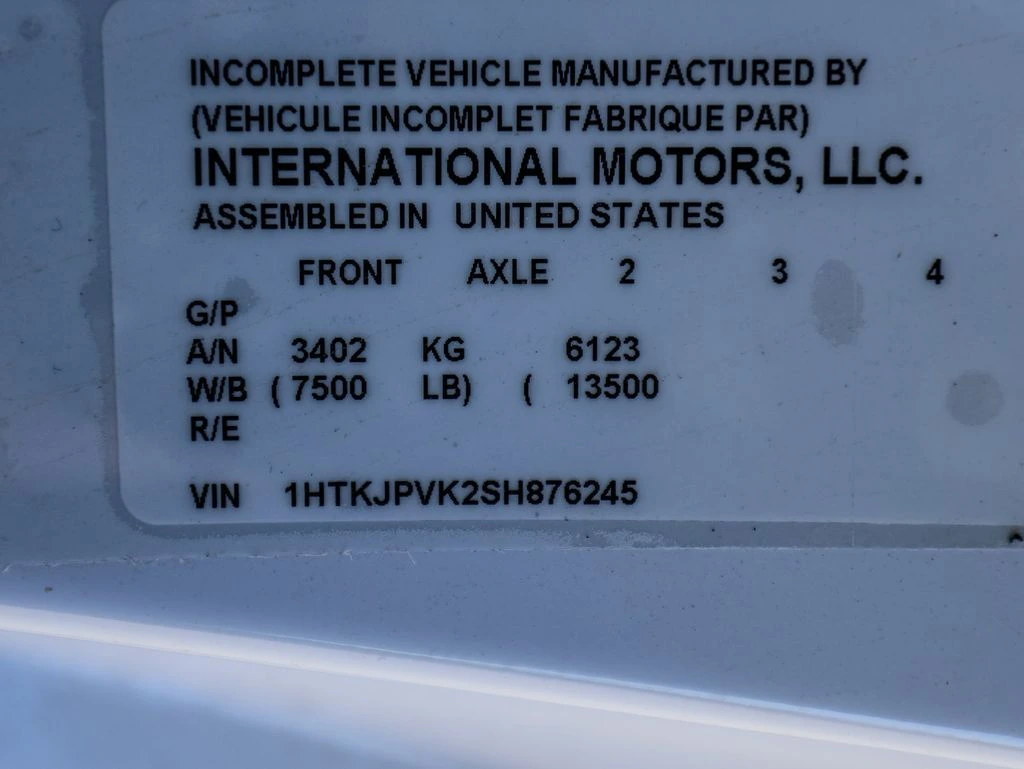 INCOMPLETE VEHICLE MANUFACTURED BY
(VEHICULE INCOMPLET FABRIQUE PAR)
INTERNATIONAL MOTORS, LLC.
ASSEMBLED IN UNITED STATES
FRONT AXLE 2 3 4
G/P
A/N 3402 KG 6123
W/B ( 7500 LB) ( 13500
R/E
VIN 1HTKJPVK2SH876245